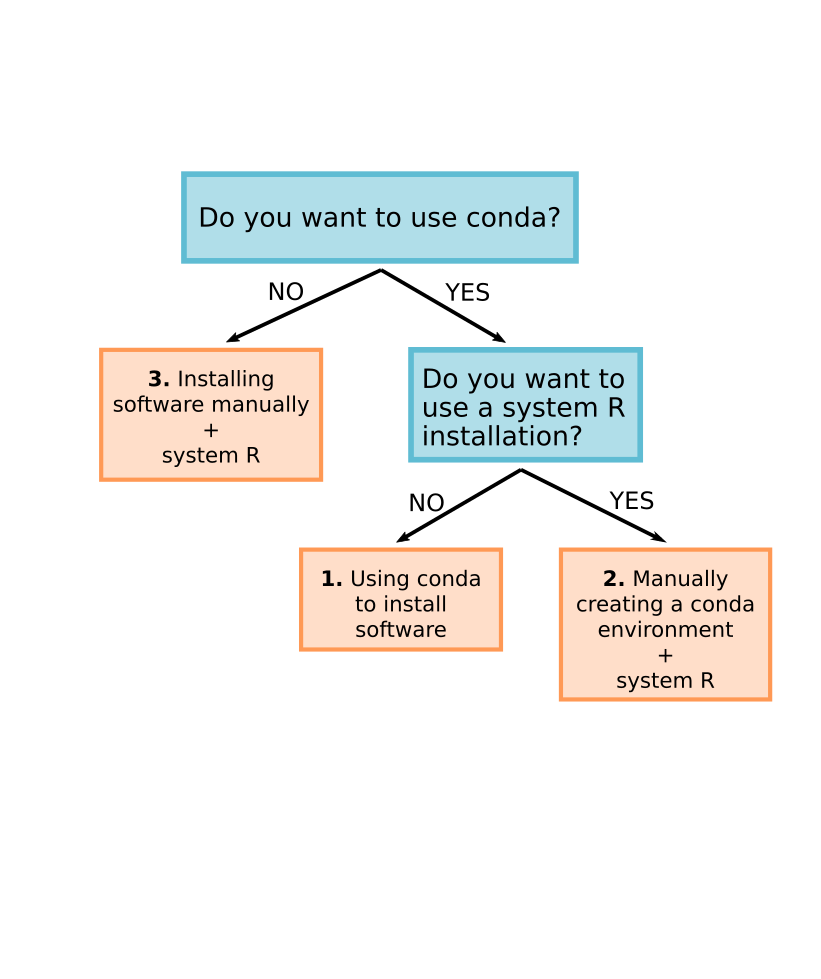 Do you want to use conda?
NO
YES
3. Installing
software manually
+
system R
Do you want to
use a system R
installation?
NO
YES
1. Using conda
to install
software
2. Manually
creating a conda
environment
+
system R